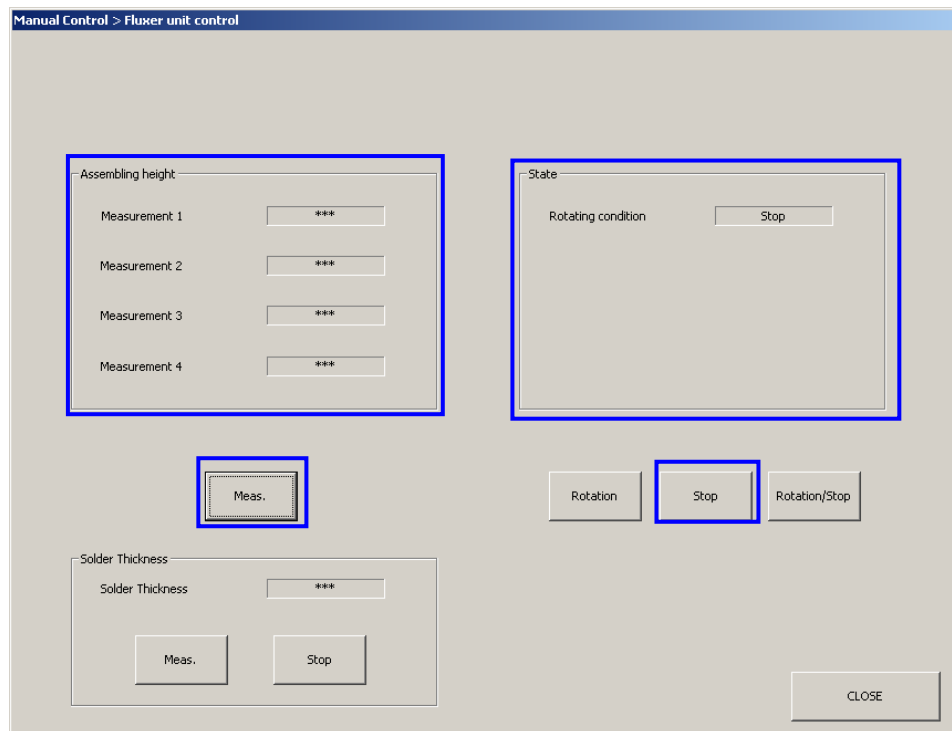 Manual Control > Fluxer unit control
Assembling height
Measurement 1 ***
Measurement 2 ***
Measurement 3 ***
Measurement 4 ***
State
Rotating condition Stop
Meas.
Rotation Stop Rotation/Stop
Solder Thickness
Solder Thickness ***
Meas. Stop
CLOSE